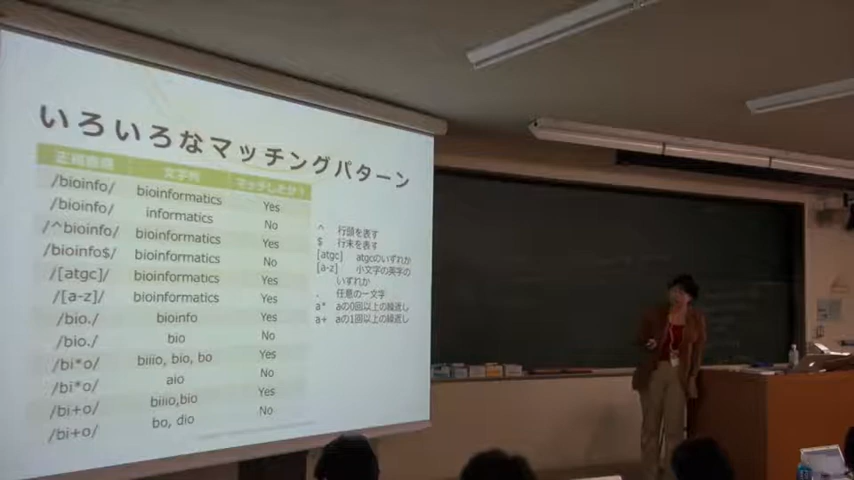 いろいろなマッチングパターン
正規表現 文字列 マッチしたか？
/bioinfo/ bioinformatics Yes
/bioinfo/ informatics No
/^bioinfo/ bioinformatics Yes
/bioinfo$/ bioinformatics No
/[atgc]/ bioinformatics Yes
/[a-z]/ bioinformatics Yes
/bio./ bioinfo Yes
/bio./ bio No
/bi*o/ biiio, bio, bo Yes
/bi*o/ aio No
/bi+o/ biiio,bio Yes
/bi+o/ bo, dio No
^ 行頭を表す
$ 行末を表す
[atgc] atgcのいずれか
[a-z] 小文字の英字の
いずれか
. 任意の一文字
a* aの0回以上の繰返し
a+ aの1回以上の繰返し